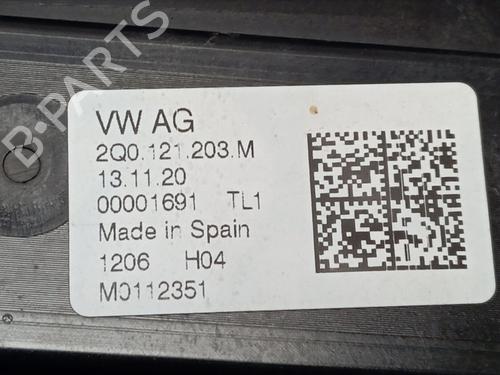 B-PARTS
VW AG
2Q0.121.203.M
13.11.20
00001691 TL1
Made in Spain
1206 H04
M0112351